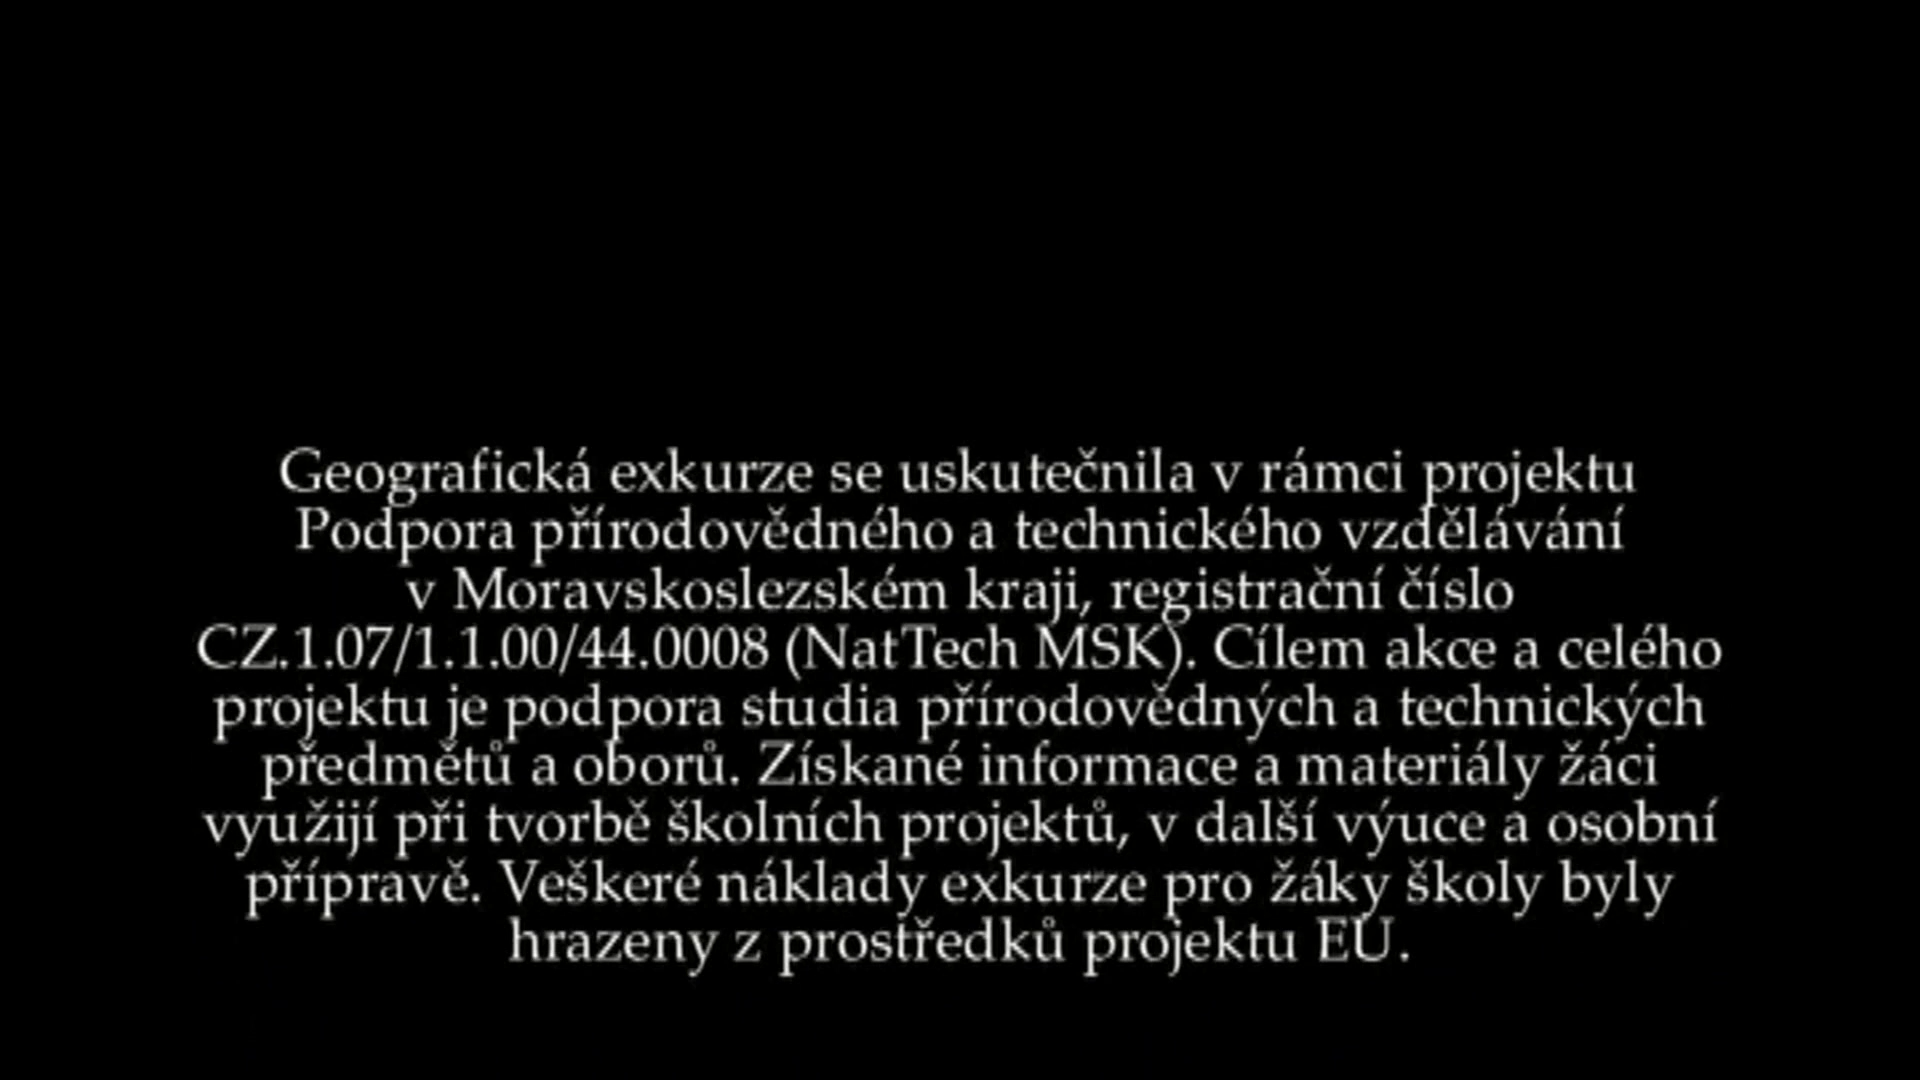 Geografická exkurze se uskutečnila v rámci projektu
Podpora přírodovědného a technického vzdělávání
v Moravskoslezském kraji, registrační číslo
CZ.1.07/1.1.00/44.0008 (NatTech MSK). Cílem akce a celého
projektu je podpora studia přírodovědných a technických
předmětů a oborů. Získané informace a materiály žáci
využijí při tvorbě školních projektů, v další výuce a osobní
přípravě. Veškeré náklady exkurze pro žáky školy byly
hrazeny z prostředků projektu EU.